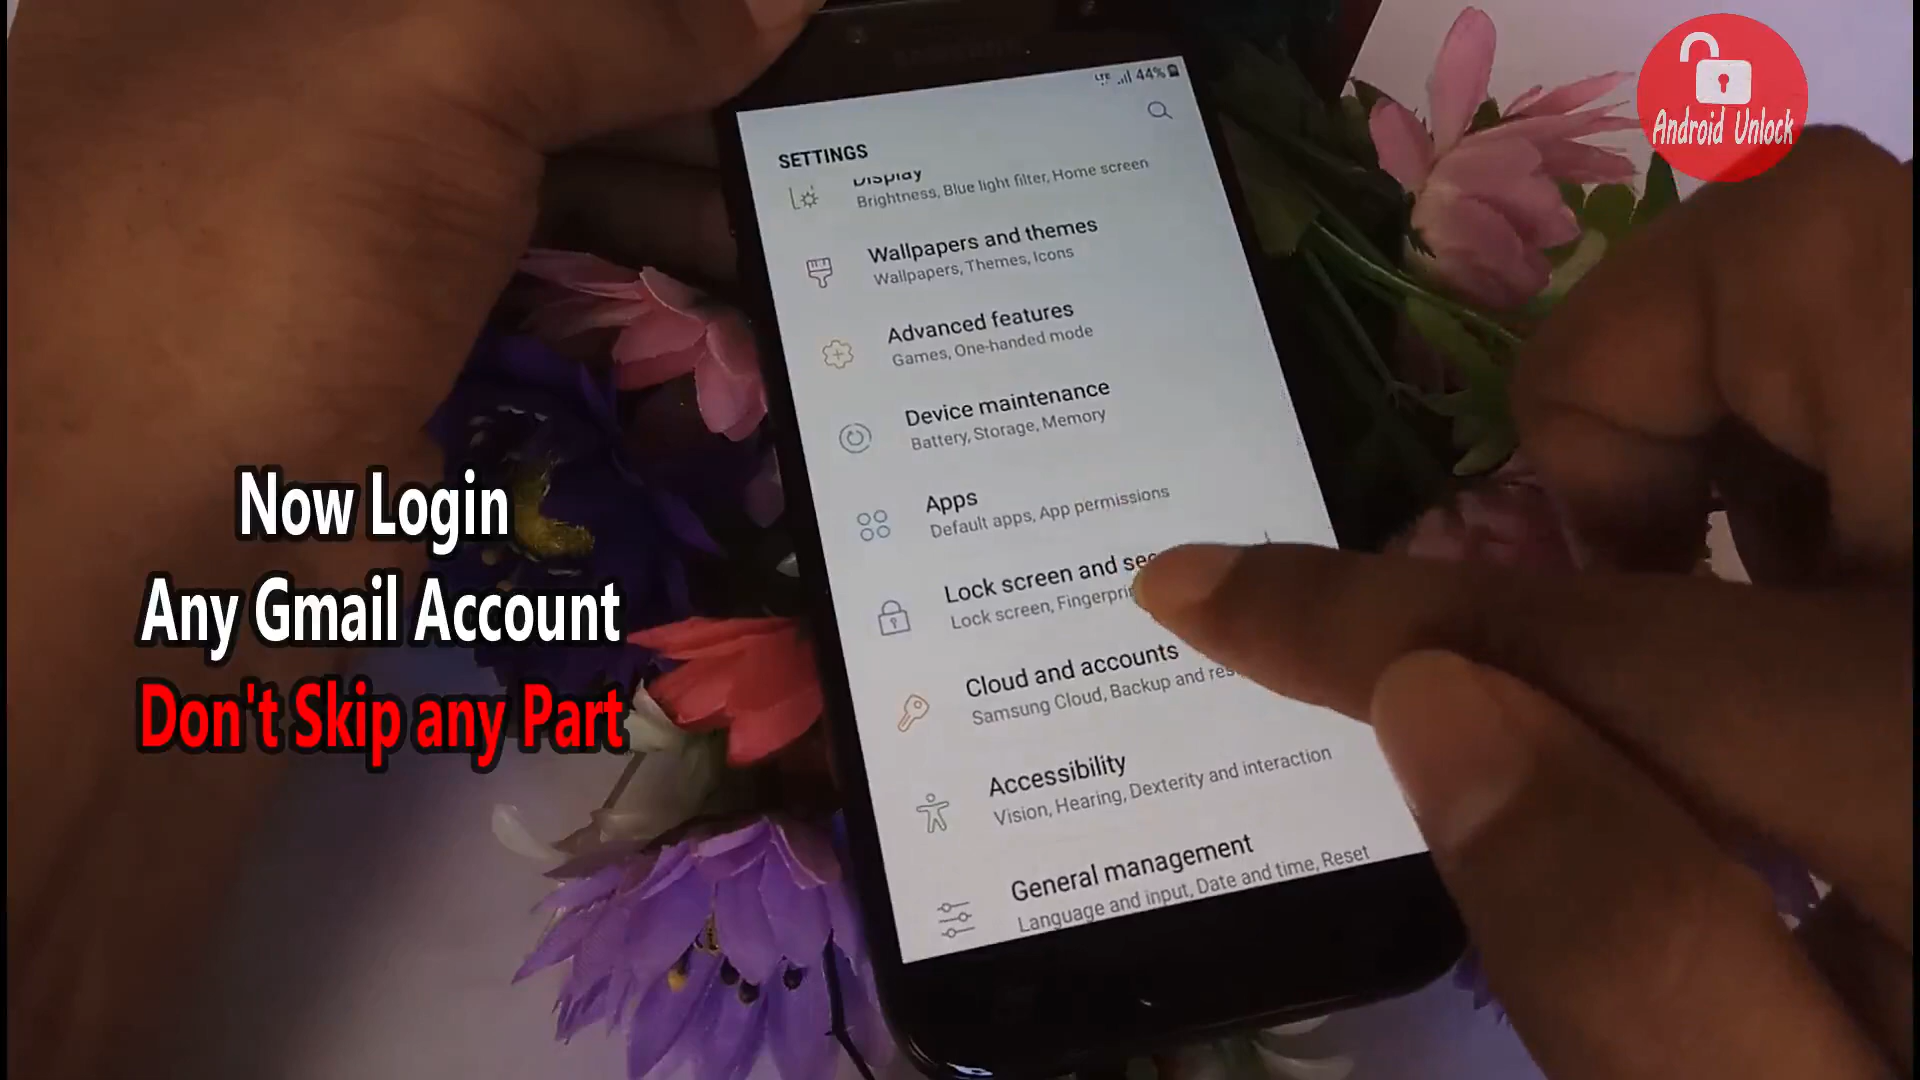 LTE 44%
SETTINGS
Display
Brightness, Blue light filter, Home screen
Wallpapers and themes
Wallpapers, Themes, Icons
Advanced features
Games, One-handed mode
Device maintenance
Battery, Storage, Memory
Apps
Default apps, App permissions
Lock screen and
Lock screen,
Cloud and accounts
Samsung Cloud, Backup and
Accessibility
Vision, Hearing, Dexterity and interaction
General management
Language and input, Date and time, Reset
Now Login
Any Gmail Account
Don't Skip any Part
Android Unlock